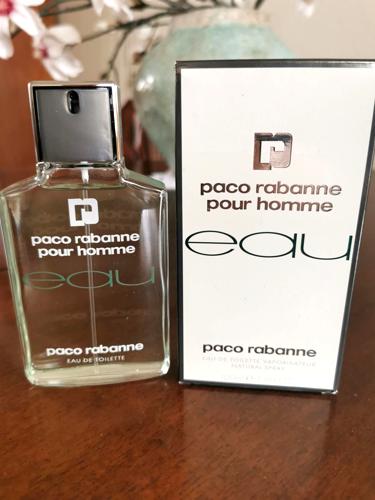 paco rabanne
pour homme
eau
paco rabanne
EAU DE TOILETTE
paco rabanne
pour homme
eau
paco rabanne
EAU DE TOILETTE VAPORISATEUR
NATURAL SPRAY